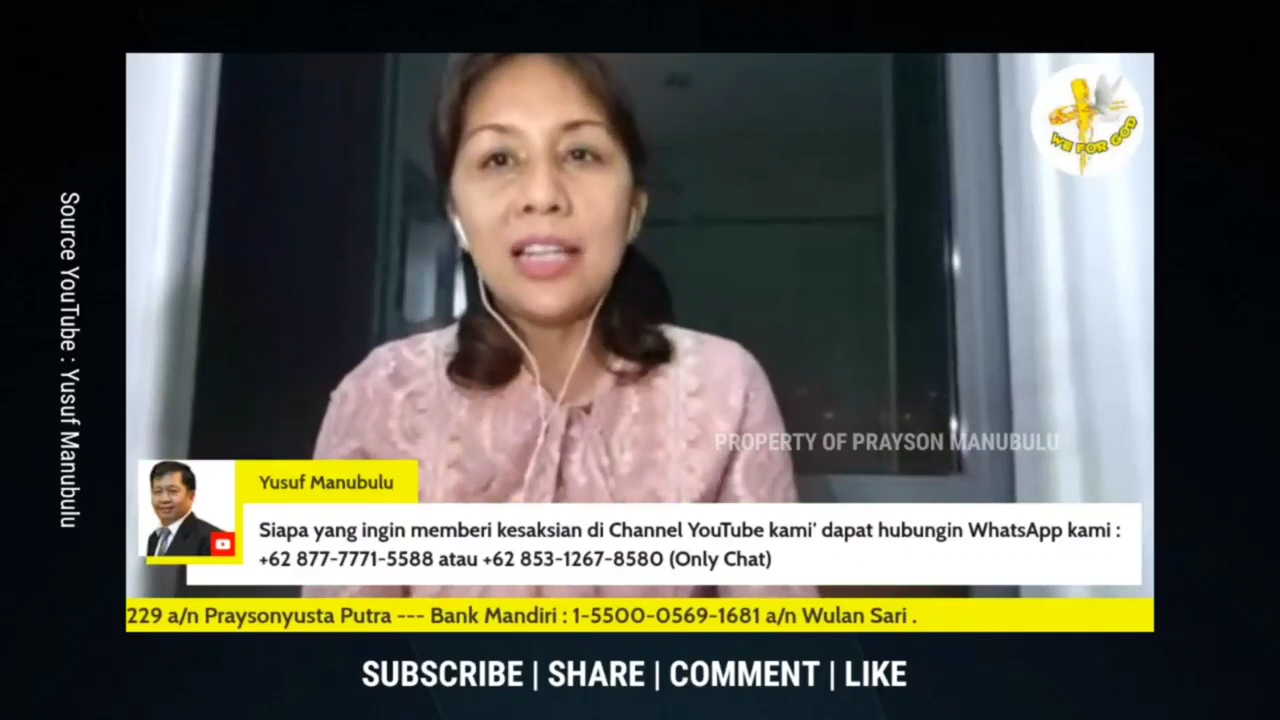 WE FOR GOD
Source YouTube : Yusuf Manubulu
PROPERTY OF PRAYSON MANUBULU
Yusuf Manubulu
Siapa yang ingin memberi kesaksian di Channel YouTube kami' dapat hubungin WhatsApp kami :
+62 877-7771-5588 atau +62 853-1267-8580 (Only Chat)
229 a/n Praysonyusta Putra --- Bank Mandiri : 1-5500-0569-1681 a/n Wulan Sari .
SUBSCRIBE | SHARE | COMMENT | LIKE